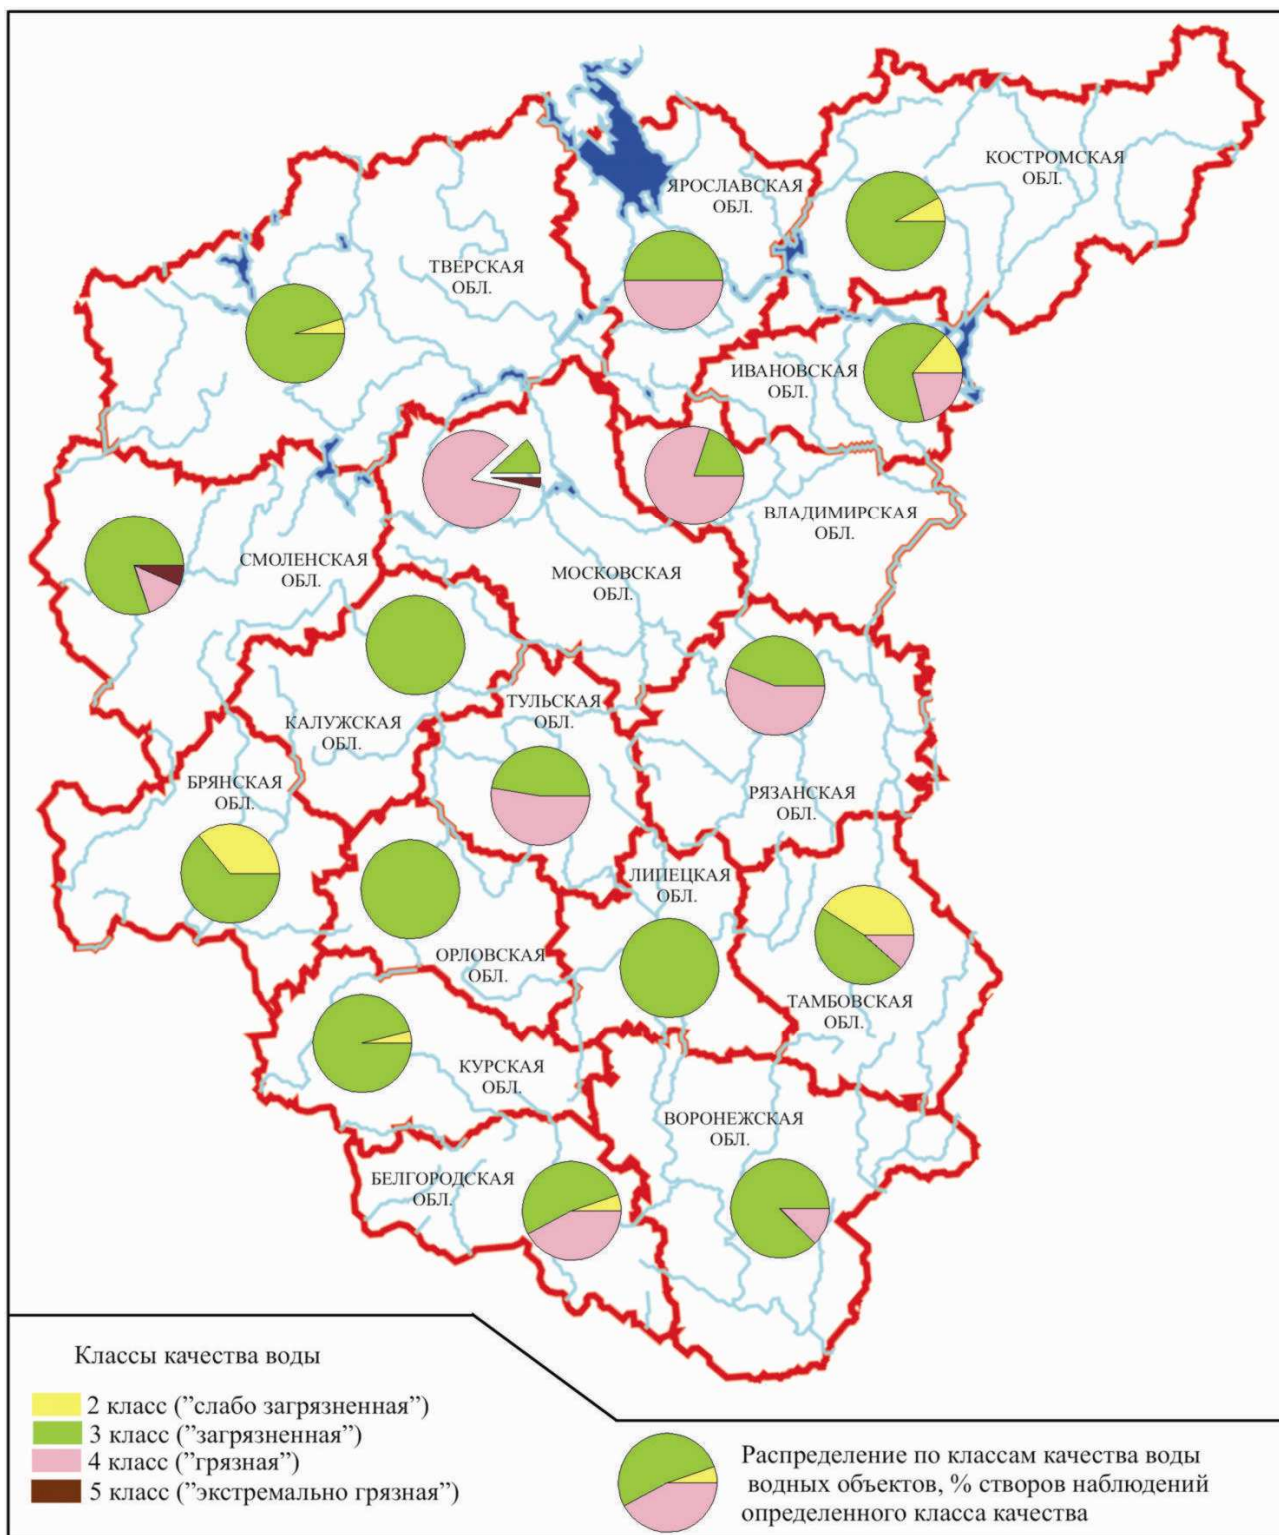 КОСТРОМСКАЯ
ОБЛ.
ЯРОСЛАВСКАЯ
ОБЛ.
ТВЕРСКАЯ
ОБЛ.
ИВАНОВСКАЯ
ОБЛ.
ВЛАДИМИРСКАЯ
ОБЛ.
СМОЛЕНСКАЯ
ОБЛ.
МОСКОВСКАЯ
ОБЛ.
КАЛУЖСКАЯ
ОБЛ.
ТУЛЬСКАЯ
ОБЛ.
БРЯНСКАЯ
ОБЛ.
РЯЗАНСКАЯ
ОБЛ.
ЛИПЕЦКАЯ
ОБЛ.
ОРЛОВСКАЯ
ОБЛ.
ТАМБОВСКАЯ
ОБЛ.
КУРСКАЯ
ОБЛ.
ВОРОНЕЖСКАЯ
ОБЛ.
БЕЛГОРОДСКАЯ
ОБЛ.
Классы качества воды
2 класс (”слабо загрязненная”)
3 класс (”загрязненная”)
4 класс (”грязная”)
5 класс (”экстремально грязная”)
Распределение по классам качества воды
водных объектов, % створов наблюдений
определенного класса качества